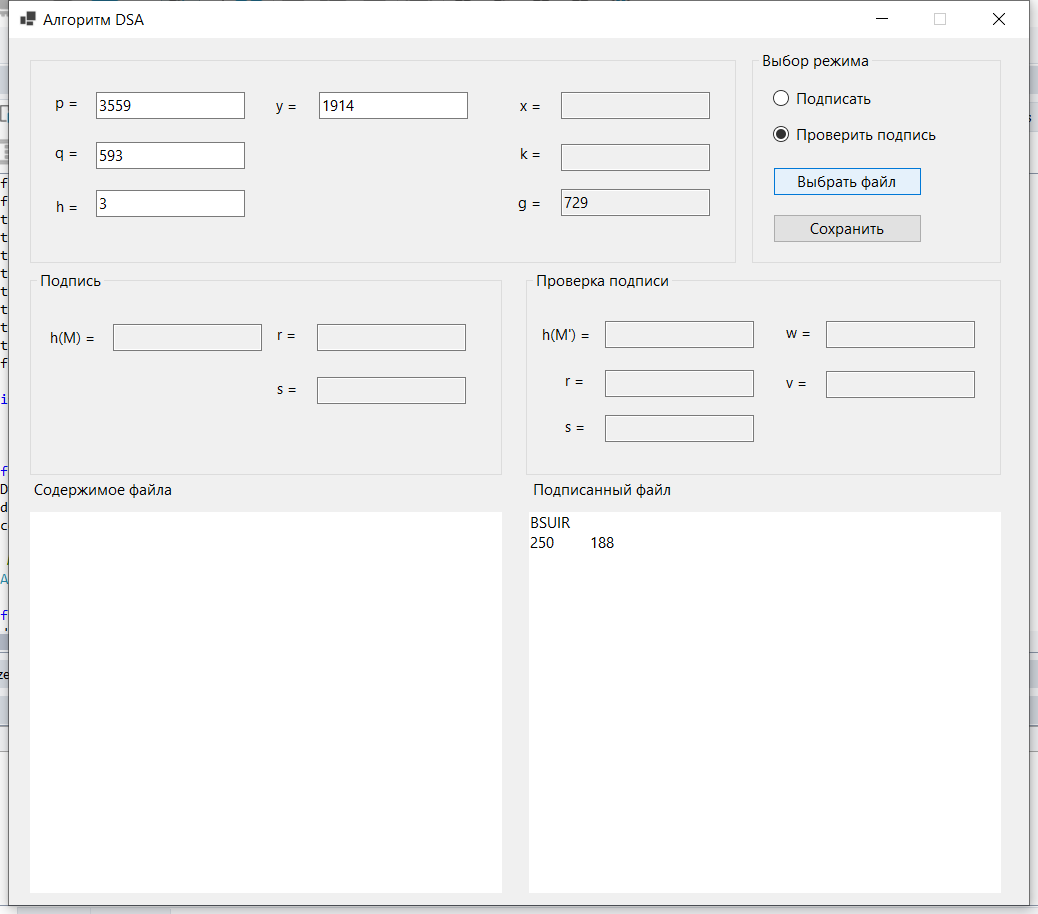 Алгоритм DSA
p = 3559
y = 1914
x =
q = 593
k =
h = 3
g = 729
Выбор режима
Подписать
Проверить подпись
Выбрать файл
Сохранить
Подпись
h(M) =
r =
s =
Проверка подписи
h(M') =
w =
r =
v =
s =
Содержимое файла
Подписанный файл
BSUIR
250 188